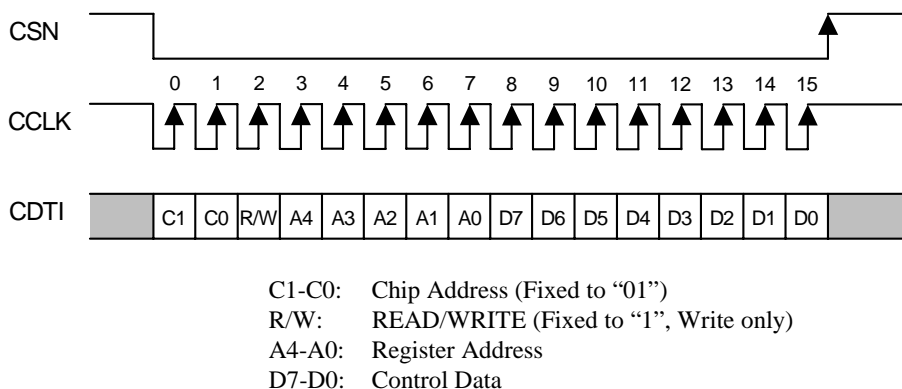 CSN
0 1 2 3 4 5 6 7 8 9 10 11 12 13 14 15
CCLK
CDTI C1 C0 R/W A4 A3 A2 A1 A0 D7 D6 D5 D4 D3 D2 D1 D0
C1-C0: Chip Address (Fixed to “01”)
R/W: READ/WRITE (Fixed to “1”, Write only)
A4-A0: Register Address
D7-D0: Control Data